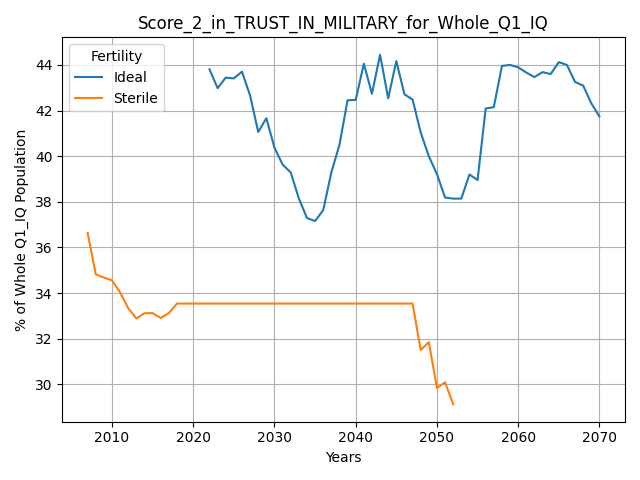 Score_2_in_TRUST_IN_MILITARY_for_Whole_Q1_IQ
Fertility
Ideal
Sterile
% of Whole Q1_IQ Population
44
42
40
38
36
34
32
30
2010
2020
2030
2040
2050
2060
2070
Years